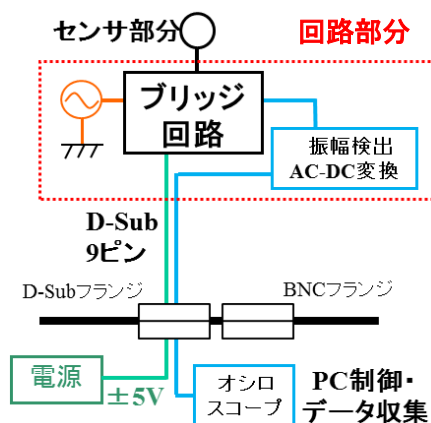 センサ部分
回路部分
ブリッジ
回路
振幅検出
AC-DC変換
D-Sub
9ピン
D-Subフランジ
BNCフランジ
電源
±5V
オシロ
スコープ
PC制御・
データ収集